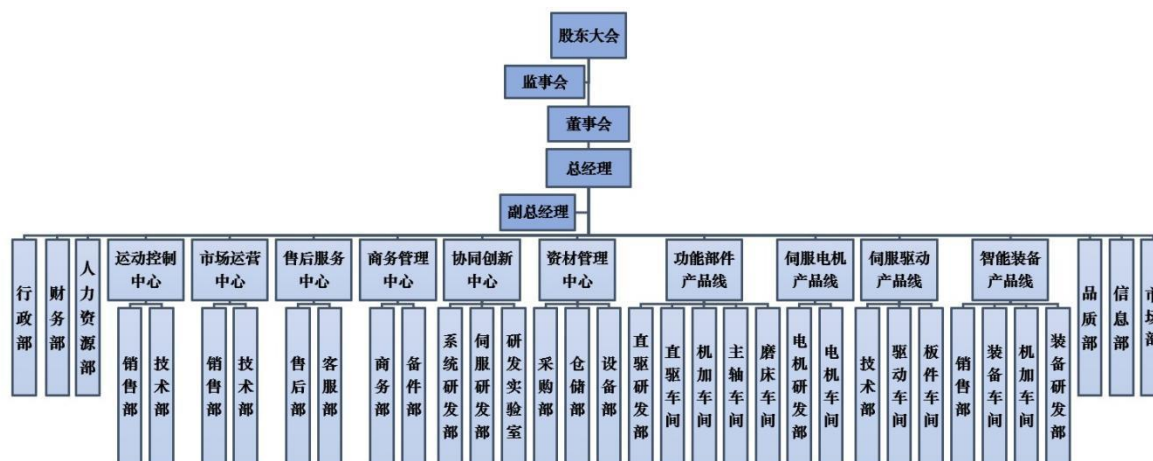 股东大会
监事会
董事会
总经理
副总经理
行政部
财务部
人力资源部
运动控制
中心
市场运营
中心
售后服务
中心
商务管理
中心
协同创新
中心
资材管理
中心
功能部件
产品线
伺服电机
产品线
伺服驱动
产品线
智能装备
产品线
品质部
信息部
市场部
销售部
技术部
销售部
技术部
售后部
客服部
商务部
备件部
系统研发部
伺服研发部
研发实验室
采购部
仓储部
设备部
直驱研发部
直驱车间
机加车间
主轴车间
磨床车间
电机研发部
电机车间
技术部
驱动车间
板件车间
销售部
装备车间
机加车间
装备研发部